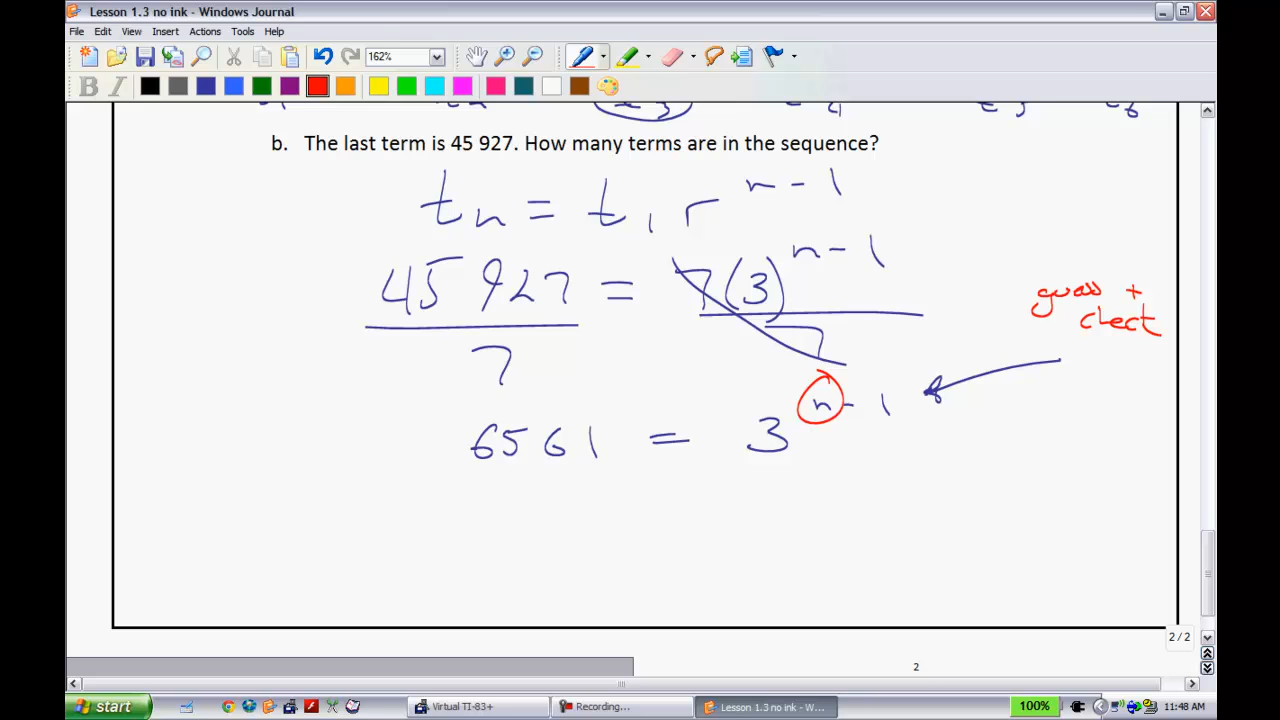 Lesson 1.3 no ink - Windows Journal
File Edit View Insert Actions Tools Help
162%
B I
b. The last term is 45 927. How many terms are in the sequence?
tn = t1 r^n-1
45 927 = 7(3)^n-1
7 7
guess +
check
6561 = 3^n-1
2 / 2
2
start Virtual TI-83+ Recording... Lesson 1.3 no ink - W... 100% 11:48 AM